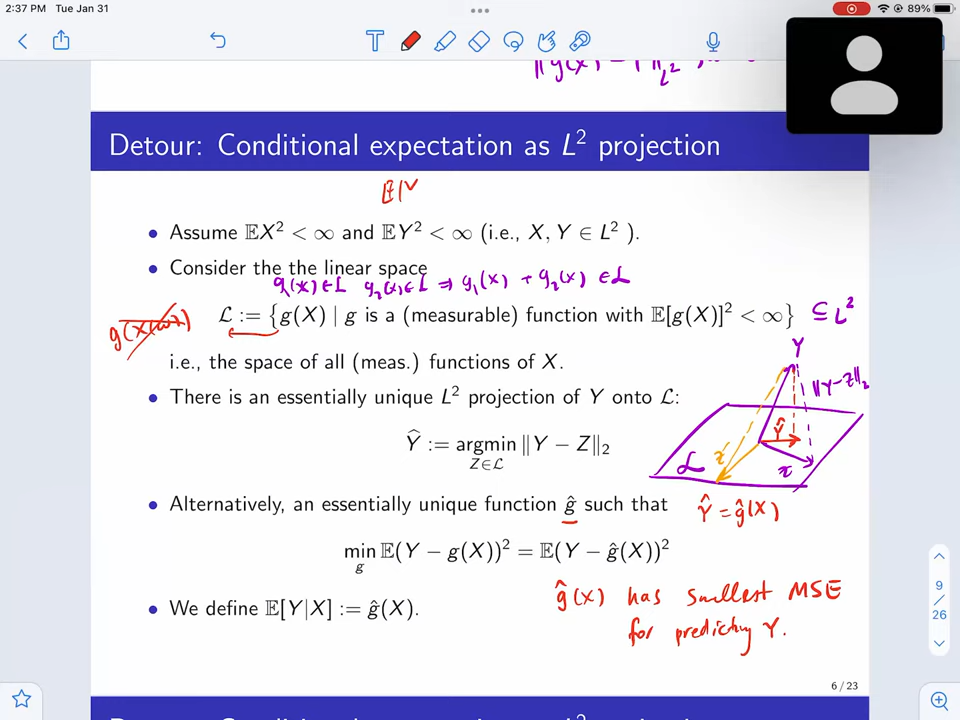 2:37 PM Tue Jan 31
89%
Detour: Conditional expectation as L² projection
• Assume 𝔼X² < ∞ and 𝔼Y² < ∞ (i.e., X, Y ∈ L² ).
• Consider the the linear space
g₁(X) ∈ L g₂(X) ∈ L ⇒ g₁(X) + g₂(X) ∈ L
ℒ := {g(X) | g is a (measurable) function with 𝔼[g(X)]² < ∞} ⊆ L²
i.e., the space of all (meas.) functions of X.
Y
‖Y-Z‖₂
• There is an essentially unique L² projection of Y onto ℒ:
Ŷ
Ŷ := argmin ‖Y − Z‖₂
Z∈ℒ
L
• Alternatively, an essentially unique function ĝ such that
Ŷ = ĝ(X)
min 𝔼(Y − g(X))² = 𝔼(Y − ĝ(X))²
g
ĝ(X) has smallest MSE
• We define 𝔼[Y|X] := ĝ(X).
for predicting Y.
6 / 23
9
/
26